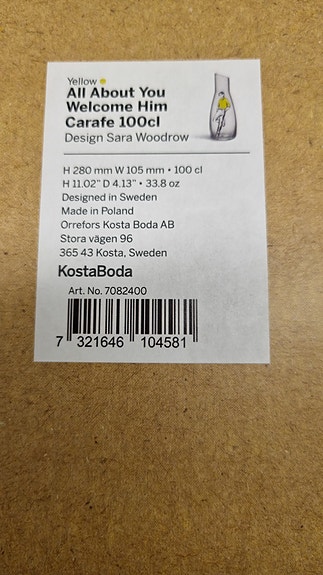 Yellow
All About You
Welcome Him
Carafe 100cl
Design Sara Woodrow
H 280 mm W 105 mm • 100 cl
H 11.02" D 4.13" • 33.8 oz
Designed in Sweden
Made in Poland
Orrefors Kosta Boda AB
Stora vägen 96
365 43 Kosta, Sweden
KostaBoda
Art. No. 7082400
7 321646 104581